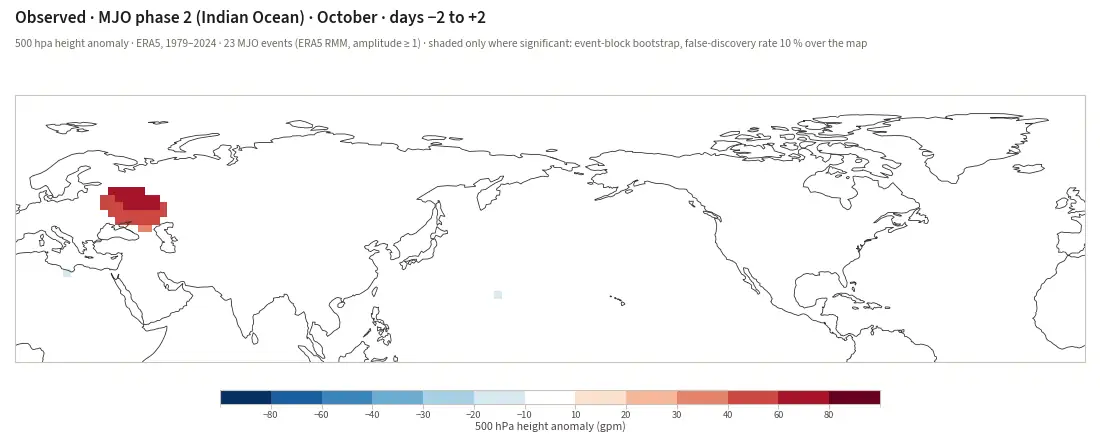 Observed · MJO phase 2 (Indian Ocean) · October · days −2 to +2
500 hpa height anomaly · ERA5, 1979–2024 · 23 MJO events (ERA5 RMM, amplitude ≥ 1) · shaded only where significant: event-block bootstrap, false-discovery rate 10 % over the map
−80 −60 −40 −30 −20 −10 10 20 30 40 60 80
500 hPa height anomaly (gpm)